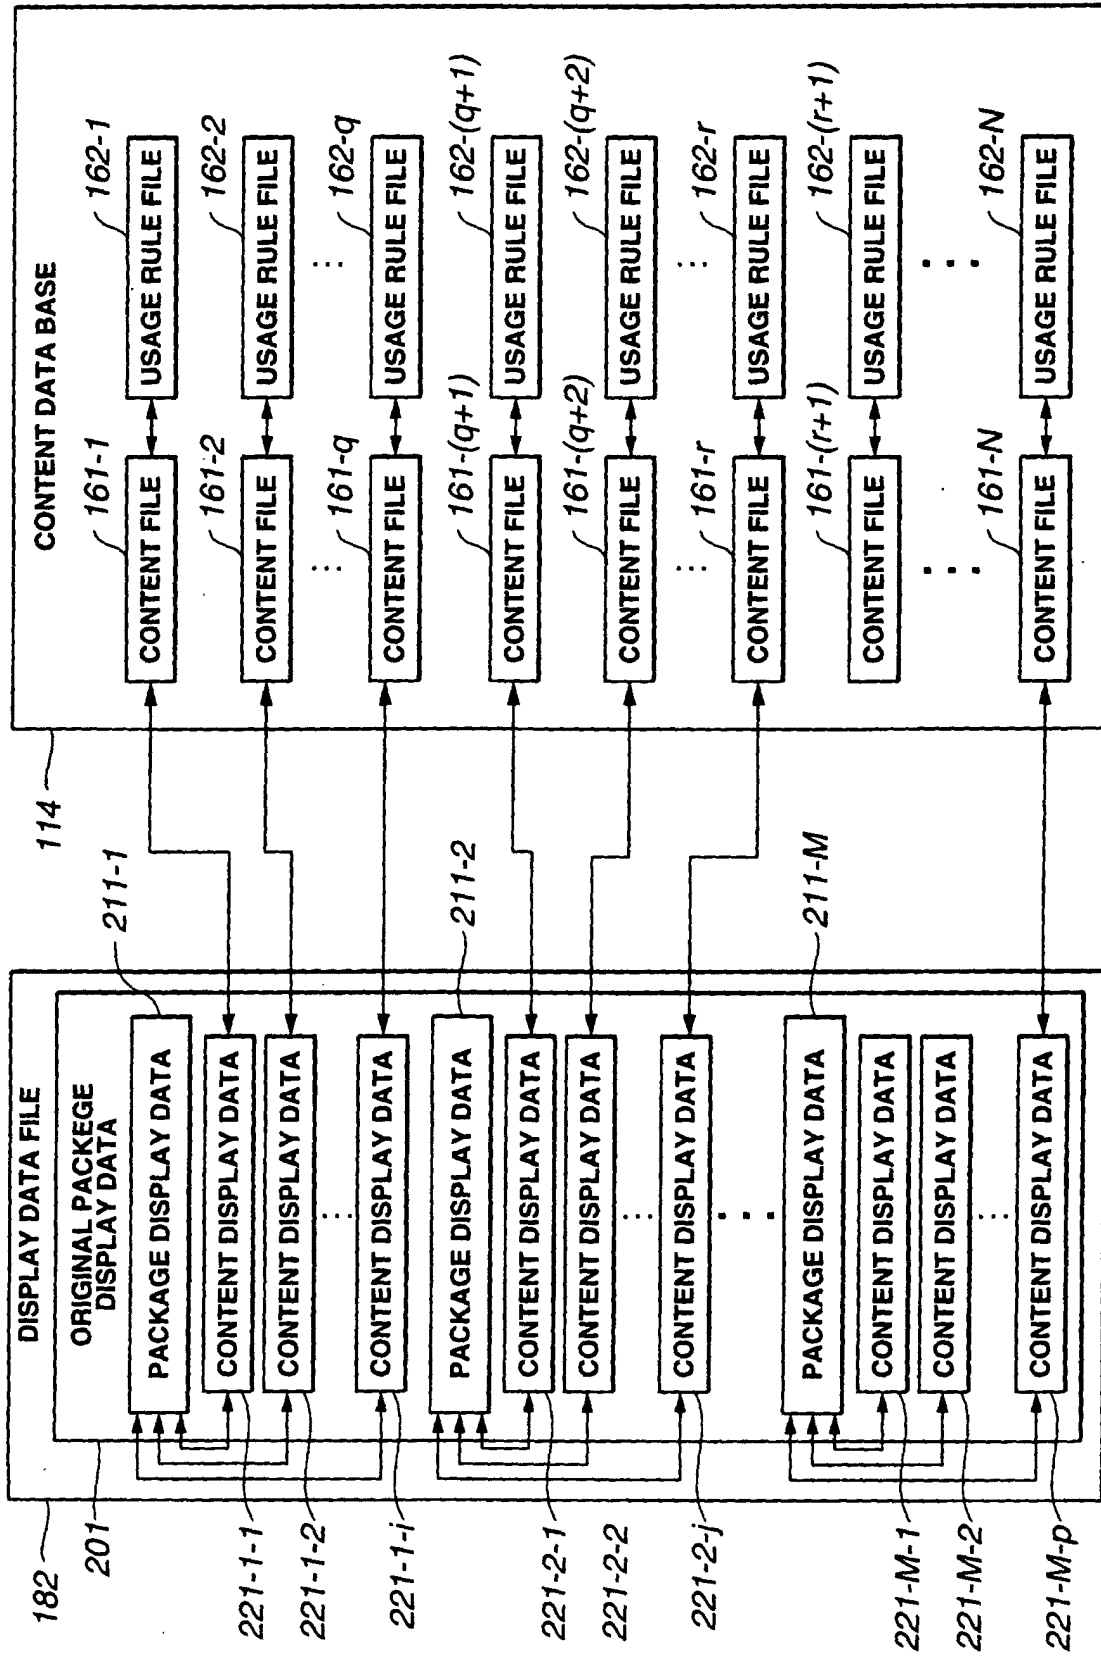 CONTENT DATA BASE
114
161-1
162-1
CONTENT FILE
USAGE RULE FILE
161-2
162-2
CONTENT FILE
USAGE RULE FILE
161-q
162-q
CONTENT FILE
USAGE RULE FILE
161-(q+1)
162-(q+1)
CONTENT FILE
USAGE RULE FILE
161-(q+2)
162-(q+2)
CONTENT FILE
USAGE RULE FILE
161-r
162-r
CONTENT FILE
USAGE RULE FILE
161-(r+1)
162-(r+1)
CONTENT FILE
USAGE RULE FILE
161-N
162-N
CONTENT FILE
USAGE RULE FILE
182
DISPLAY DATA FILE
201
ORIGINAL PACKEGE
DISPLAY DATA
211-1
PACKAGE DISPLAY DATA
221-1-1
CONTENT DISPLAY DATA
221-1-2
CONTENT DISPLAY DATA
221-1-i
CONTENT DISPLAY DATA
211-2
PACKAGE DISPLAY DATA
221-2-1
CONTENT DISPLAY DATA
221-2-2
CONTENT DISPLAY DATA
221-2-j
CONTENT DISPLAY DATA
211-M
PACKAGE DISPLAY DATA
221-M-1
CONTENT DISPLAY DATA
221-M-2
CONTENT DISPLAY DATA
221-M-p
CONTENT DISPLAY DATA